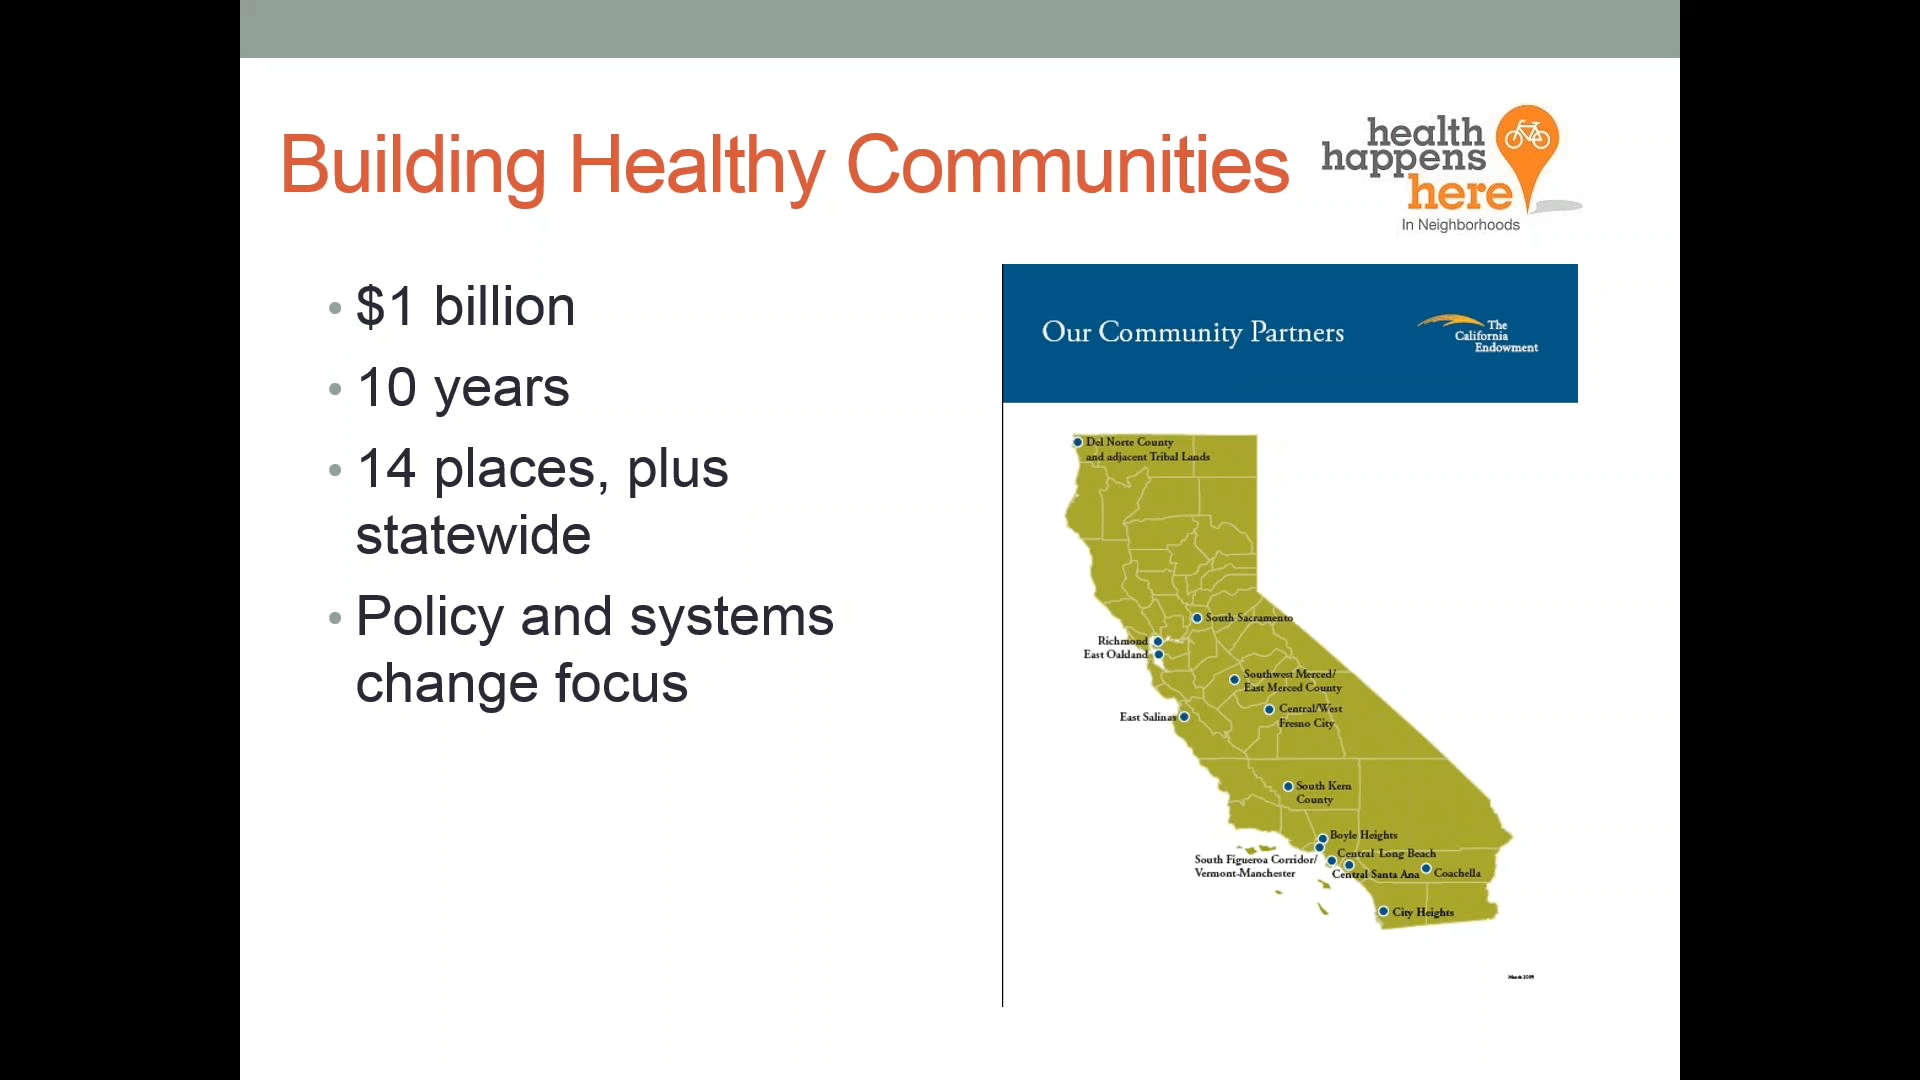 Building Healthy Communities
health
happens
here
In Neighborhoods
• $1 billion
• 10 years
• 14 places, plus
statewide
• Policy and systems
change focus
Our Community Partners
The
California
Endowment
Del Norte County
and adjacent Tribal Lands
South Sacramento
Richmond
East Oakland
Southwest Merced/
East Merced County
Central/West
Fresno City
East Salinas
South Kern
County
Boyle Heights
South Figueroa Corridor/
Vermont-Manchester
Central Long Beach
Central Santa Ana
Coachella
City Heights